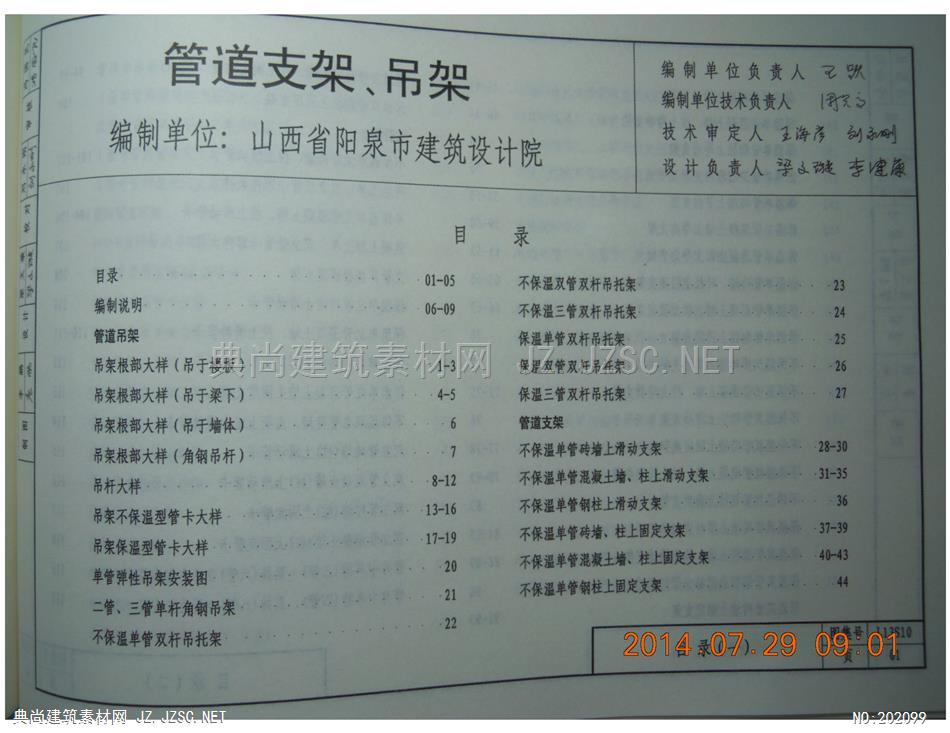 管道支架、吊架
编制单位：山西省阳泉市建筑设计院
编制单位负责人
编制单位技术负责人
技术审定人
设计负责人 梁文璇 李健康
目 录
目录 01-05
编制说明 06-09
管道吊架
吊架根部大样（吊于楼板） 1-3
吊架根部大样（吊于梁下） 4-5
吊架根部大样（吊于墙体） 6
吊架根部大样（角钢吊杆） 7
吊杆大样 8-12
吊架不保温型管卡大样 13-16
吊架保温型管卡大样 17-19
单管弹性吊架安装图 20
二管、三管单杆角钢吊架 21
不保温单管双杆吊托架 22
不保温双管双杆吊托架 23
不保温三管双杆吊托架 24
保温单管双杆吊托架 25
保温双管双杆吊托架 26
保温三管双杆吊托架 27
管道支架
不保温单管砖墙上滑动支架 28-30
不保温单管混凝土墙、柱上滑动支架 31-35
不保温单管钢柱上滑动支架 36
不保温单管砖墙、柱上固定支架 37-39
不保温单管混凝土墙、柱上固定支架 40-43
不保温单管钢柱上固定支架 44
目录(一)
图集号 L13S10
页 01
2014.07.29 09:01
典尚建筑素材网 JZ.JZSC.NET
典尚建筑素材网 JZ.JZSC.NET
NO:202099